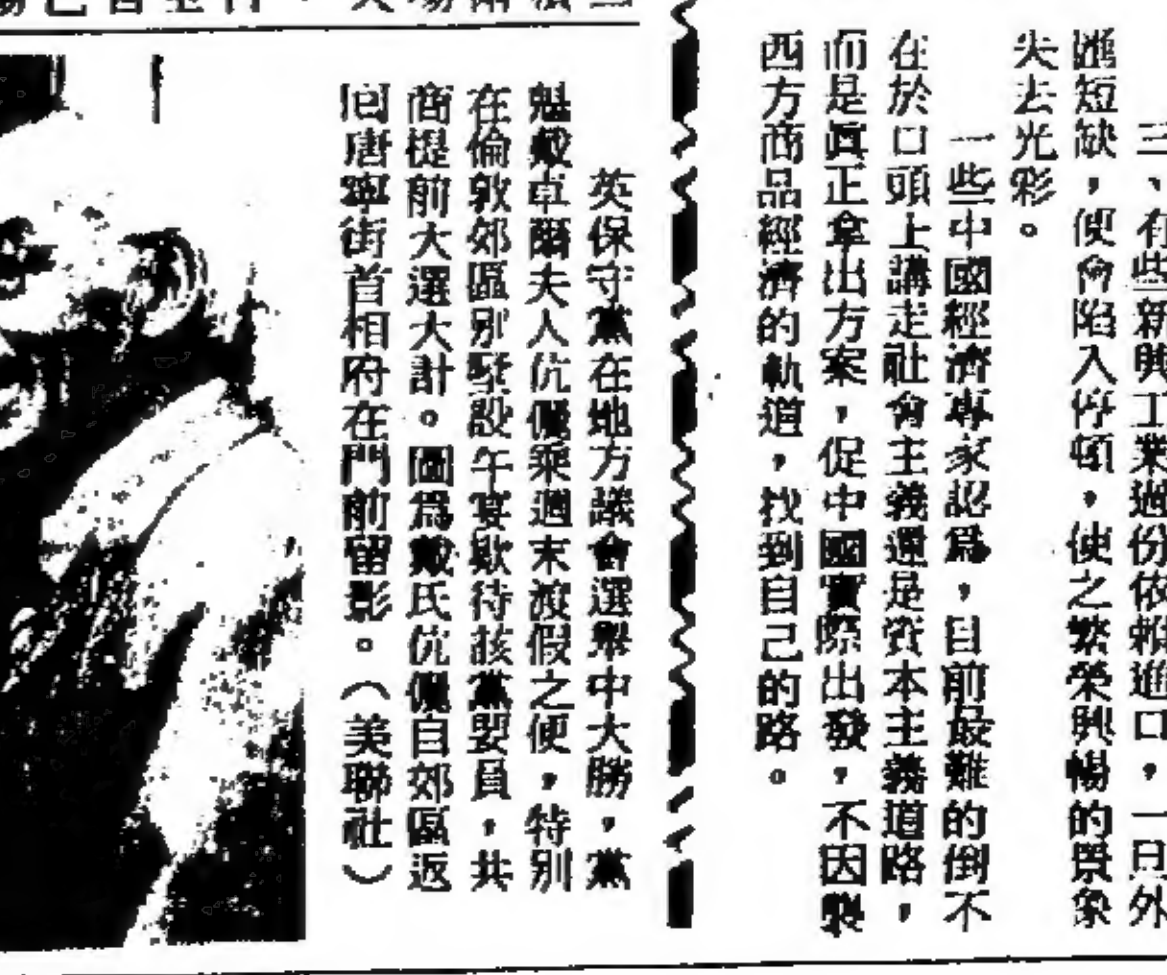 三、有些新興工業過份依賴進口，一旦外
匯短缺，便會陷入停頓，使之繁榮興暢的景象
失去光彩。
一些中國經濟專家認爲，目前最難的倒不
在於口頭上講走社會主義還是資本主義道路，
而是眞正拿出方案，促中國實際出發，不因襲
西方商品經濟的軌道，找到自己的路。
英保守黨在地方議會選舉中大勝，黨
魁戴卓爾夫人伉儷乘週末渡假之便，特別
在倫敦郊區別墅設午宴欵待該黨要員，共
商提前大選大計。圖爲戴氏伉儷自郊區返
囘唐寧街首相府在門前留影。（美聯社）